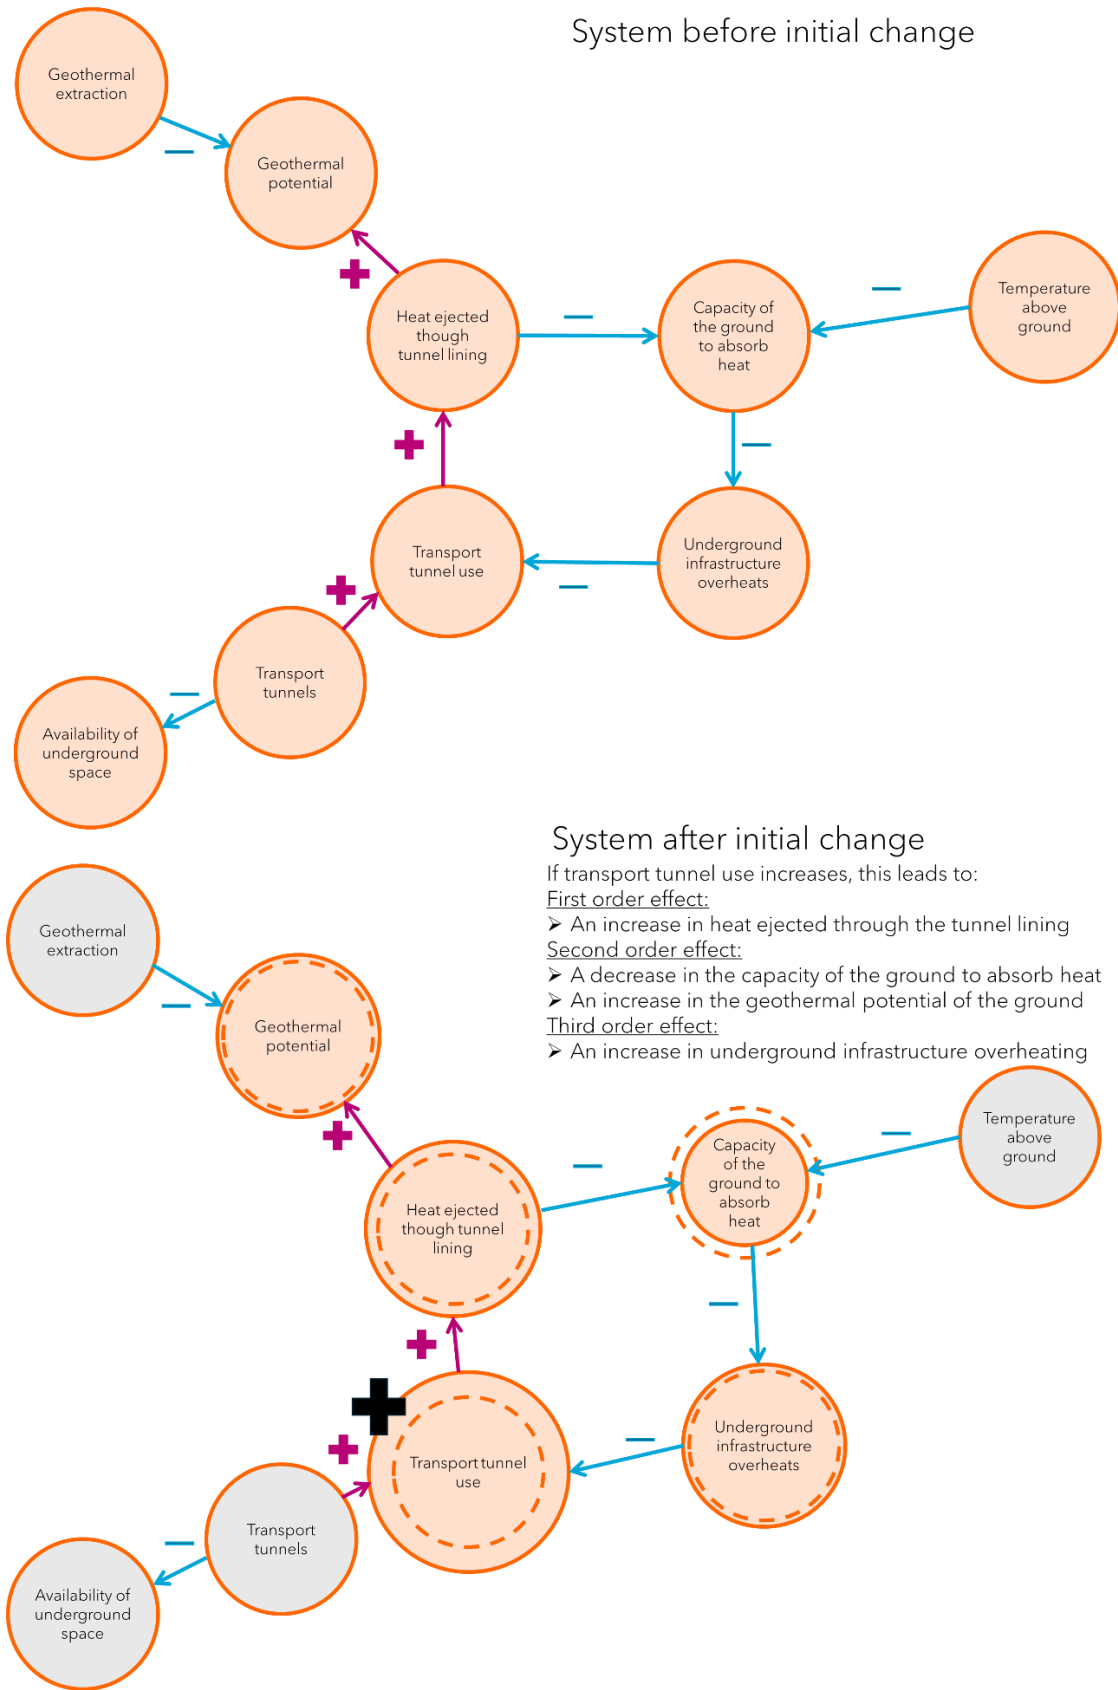 System before initial change
Geothermal
extraction
Geothermal
potential
Heat ejected
though
tunnel lining
Capacity of
the ground
to absorb
heat
Temperature
above
ground
Transport
tunnel use
Underground
infrastructure
overheats
Transport
tunnels
Availability of
underground
space
System after initial change
If transport tunnel use increases, this leads to:
First order effect:
➢ An increase in heat ejected through the tunnel lining
Second order effect:
➢ A decrease in the capacity of the ground to absorb heat
➢ An increase in the geothermal potential of the ground
Third order effect:
➢ An increase in underground infrastructure overheating
Geothermal
extraction
Geothermal
potential
Heat ejected
though tunnel
lining
Capacity
of the
ground to
absorb
heat
Temperature
above
ground
Transport tunnel
use
Underground
infrastructure
overheats
Transport
tunnels
Availability of
underground
space